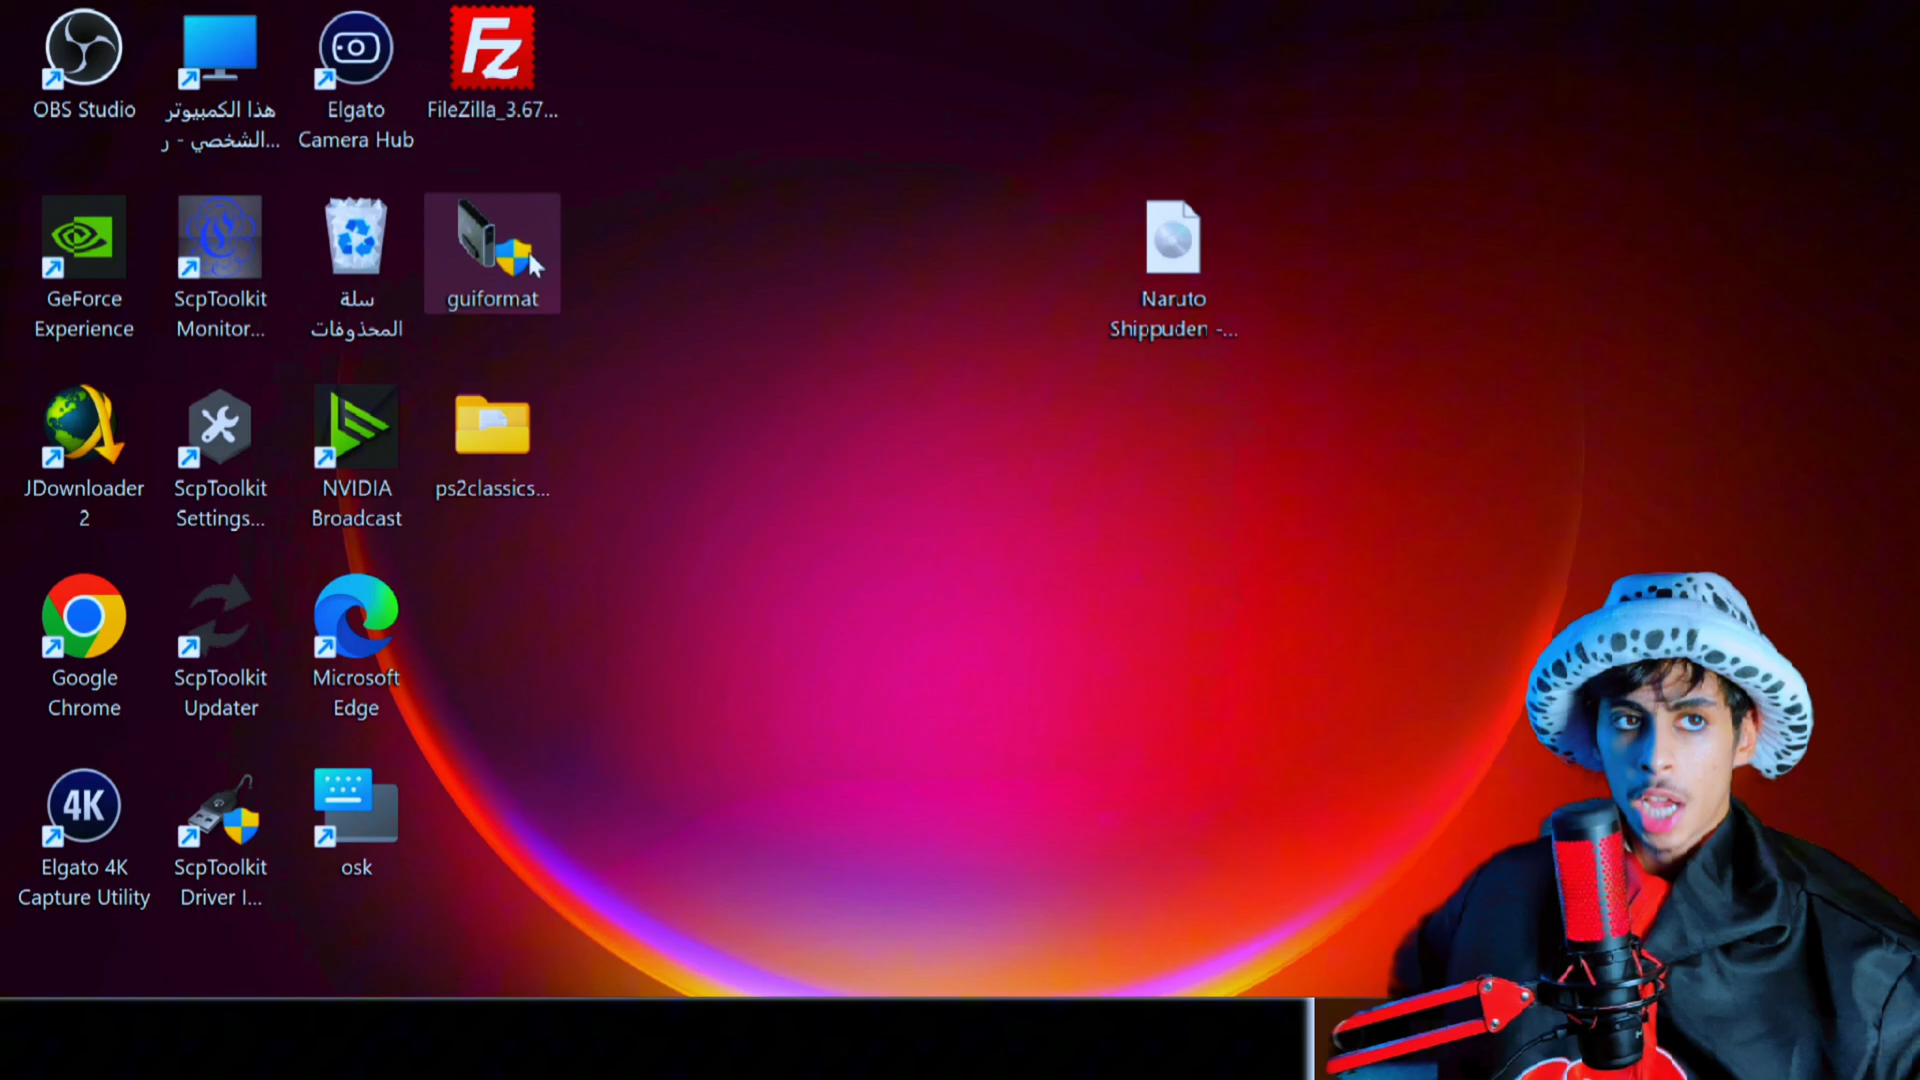 OBS Studio
هذا الكمبيوتر
الشخصي - ر...
Elgato
Camera Hub
Fz
FileZilla_3.67...
GeForce
Experience
ScpToolkit
Monitor...
سلة
المحذوفات
guiformat
Naruto
Shippuden -...
JDownloader
2
ScpToolkit
Settings...
NVIDIA
Broadcast
ps2classics...
Google
Chrome
ScpToolkit
Updater
Microsoft
Edge
4K
Elgato 4K
Capture Utility
ScpToolkit
Driver I...
osk